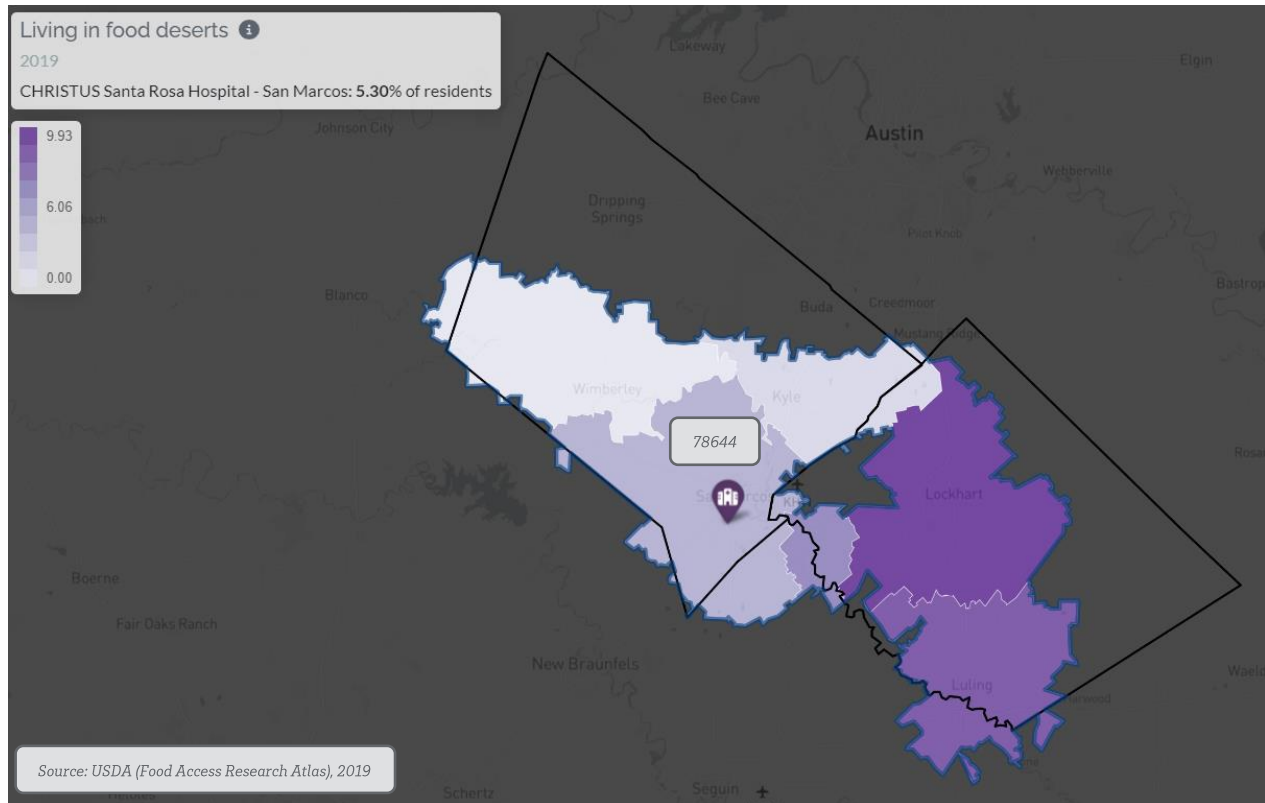 Living in food deserts i
2019
CHRISTUS Santa Rosa Hospital - San Marcos: 5.30% of residents
9.93
6.06
0.00
Lakeway
Elgin
Bee Cave
Johnson City
Austin
Webberville
Dripping
Springs
Pilot Knob
Blanco
Bastrop
Buda
Creedmoor
Mustang Ridge
Wimberley
Kyle
78644
Lockhart
Boerne
Fair Oaks Ranch
New Braunfels
Luling
Schertz
Seguin
Source: USDA (Food Access Research Atlas), 2019